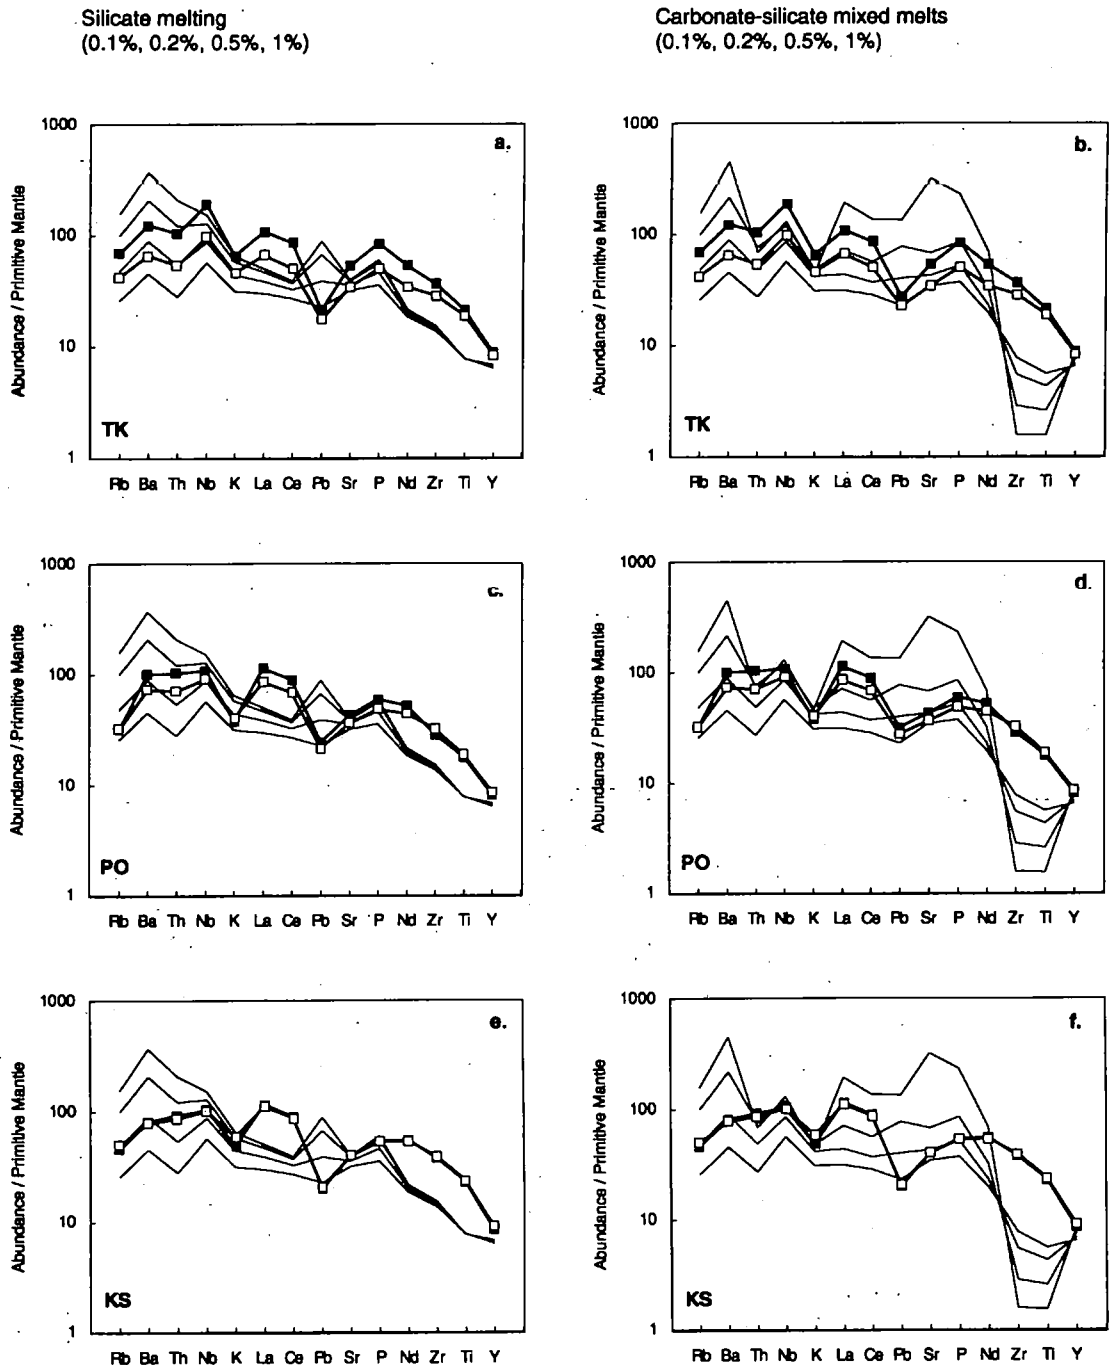 Silicate melting
(0.1%, 0.2%, 0.5%, 1%)
Carbonate-silicate mixed melts
(0.1%, 0.2%, 0.5%, 1%)
Abundance / Primitive Mantle
1000
100
10
1
a.
TK
Rb Ba Th Nb K La Ce Pb Sr P Nd Zr Ti Y
Abundance / Primitive Mantle
1000
100
10
1
b.
TK
Rb Ba Th Nb K La Ce Pb Sr P Nd Zr Ti Y
Abundance / Primitive Mantle
1000
100
10
1
c.
PO
Rb Ba Th Nb K La Ce Pb Sr P Nd Zr Ti Y
Abundance / Primitive Mantle
1000
100
10
1
d.
PO
Rb Ba Th Nb K La Ce Pb Sr P Nd Zr Ti Y
Abundance / Primitive Mantle
1000
100
10
1
e.
KS
Rb Ba Th Nb K La Ce Pb Sr P Nd Zr Ti Y
Abundance / Primitive Mantle
1000
100
10
1
f.
KS
Rb Ba Th Nb K La Ce Pb Sr P Nd Zr Ti Y